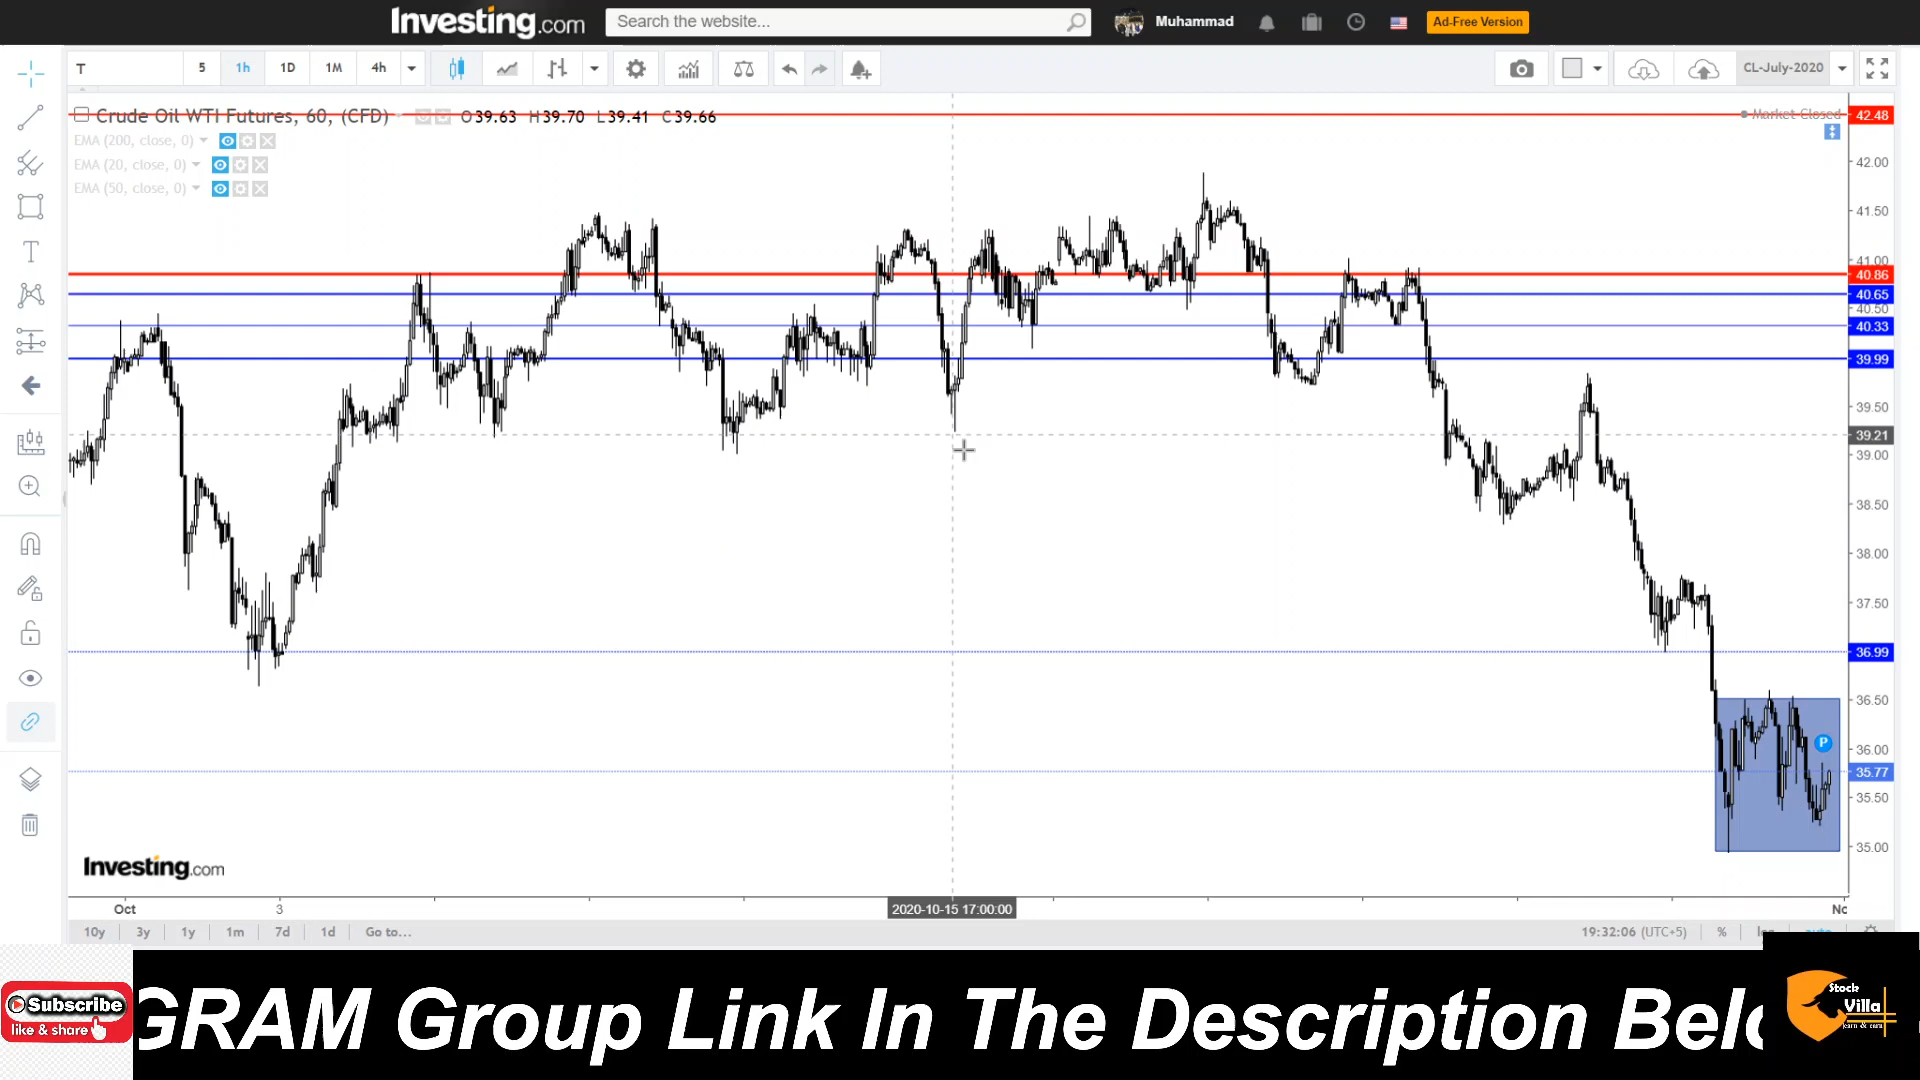 Investing.com
Search the website...
Muhammad
Ad-Free Version
T
5
1h
1D
1M
4h
CL-July-2020
Crude Oil WTI Futures, 60, (CFD)
O39.63 H39.70 L39.41 C39.66
Market Closed
EMA (200, close, 0)
EMA (20, close, 0)
EMA (50, close, 0)
42.48
42.00
41.50
41.00
40.86
40.65
40.50
40.33
39.99
39.50
39.21
39.00
38.50
38.00
37.50
36.99
36.50
P
36.00
35.77
35.50
35.00
Investing.com
Oct
3
2020-10-15 17:00:00
10y
3y
1y
1m
7d
1d
Go to...
19:32:06 (UTC+5)
%
Subscribe
like & share
GRAM Group Link In The Description Belo
Stock
Villa
learn & earn